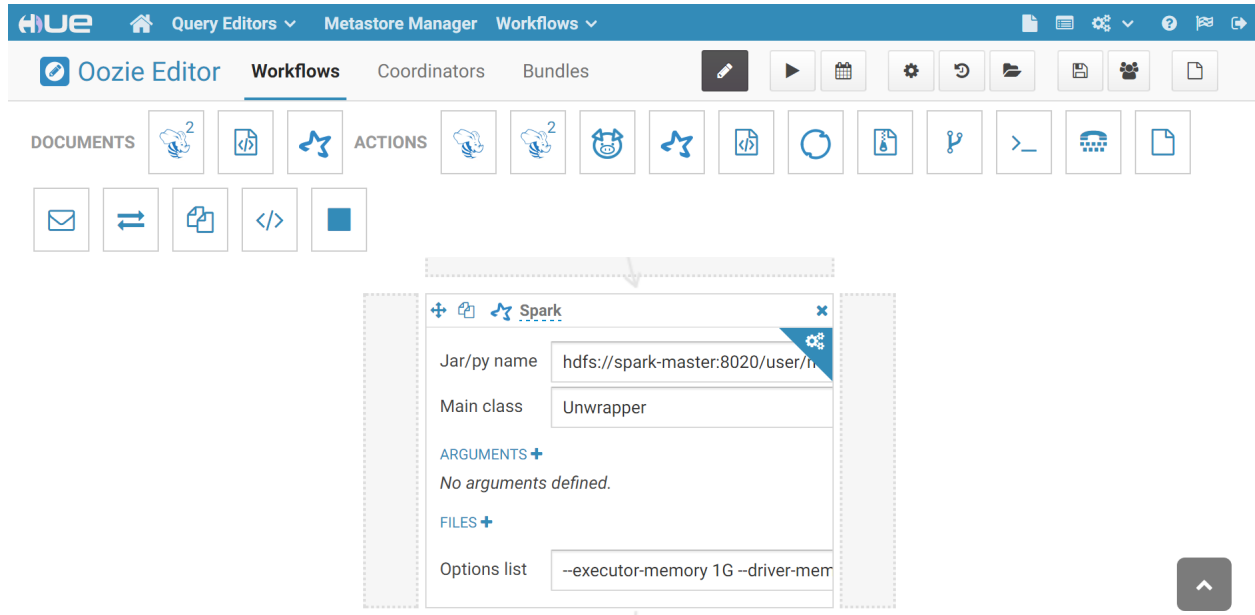 HUE Query Editors Metastore Manager Workflows
Oozie Editor Workflows Coordinators Bundles
DOCUMENTS 2 ACTIONS 2
Spark
Jar/py name hdfs://spark-master:8020/user/
Main class Unwrapper
ARGUMENTS
No arguments defined.
FILES
Options list --executor-memory 1G --driver-mem